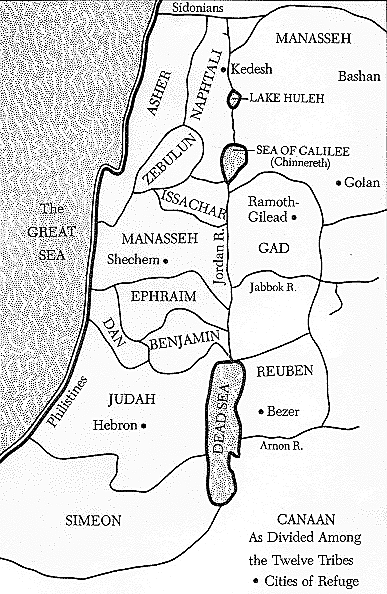 Sidonians
MANASSEH
Kedesh
Bashan
NAPHTALI
ASHER
LAKE HULEH
ZEBULUN
SEA OF GALILEE
(Chinnereth)
Golan
ISSACHAR
Ramoth-
Gilead
The
GREAT
SEA
MANASSEH
Shechem
Jordan R.
GAD
EPHRAIM
Jabbok R.
DAN
BENJAMIN
REUBEN
Philistines
JUDAH
Hebron
DEAD SEA
Bezer
Arnon R.
SIMEON
CANAAN
As Divided Among
the Twelve Tribes
• Cities of Refuge